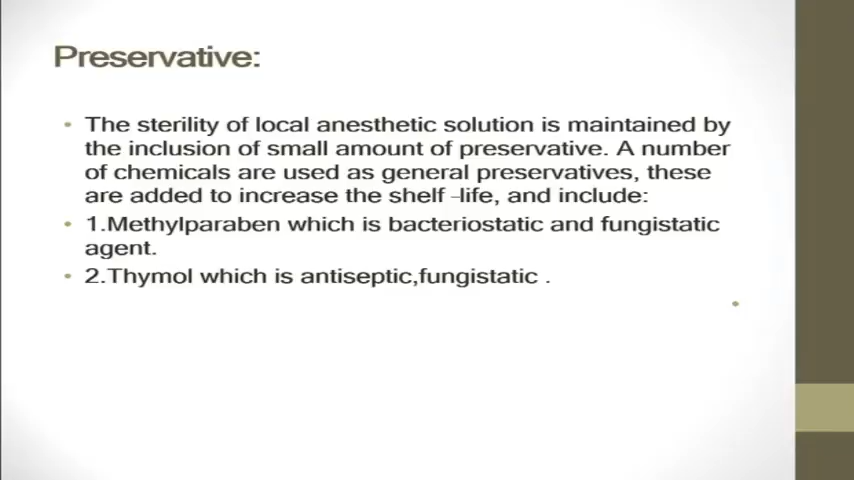 Preservative:
• The sterility of local anesthetic solution is maintained by
the inclusion of small amount of preservative. A number
of chemicals are used as general preservatives, these
are added to increase the shelf –life, and include:
• 1.Methylparaben which is bacteriostatic and fungistatic
agent.
• 2.Thymol which is antiseptic,fungistatic .
•